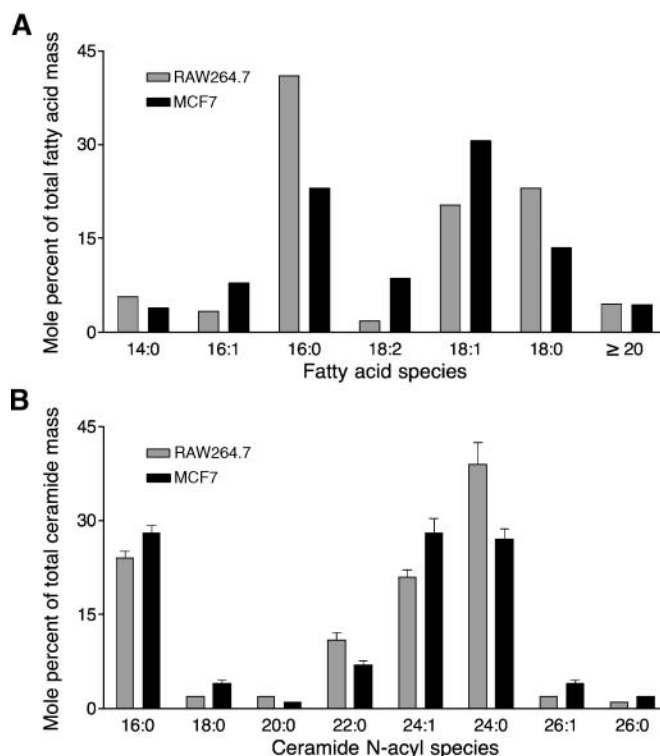 A
Mole percent of total fatty acid mass
45
30
15
0
RAW264.7
MCF7
14:0 16:1 16:0 18:2 18:1 18:0 ≥ 20
Fatty acid species
B
Mole percent of total ceramide mass
45
30
15
0
RAW264.7
MCF7
16:0 18:0 20:0 22:0 24:1 24:0 26:1 26:0
Ceramide N-acyl species